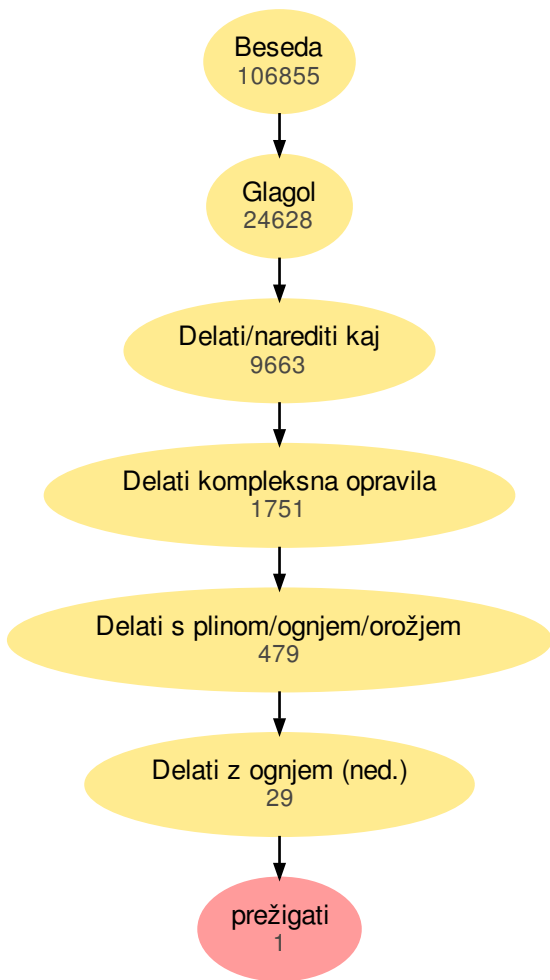 Beseda
106855
Glagol
24628
Delati/narediti kaj
9663
Delati kompleksna opravila
1751
Delati s plinom/ognjem/orožjem
479
Delati z ognjem (ned.)
29
prežigati
1